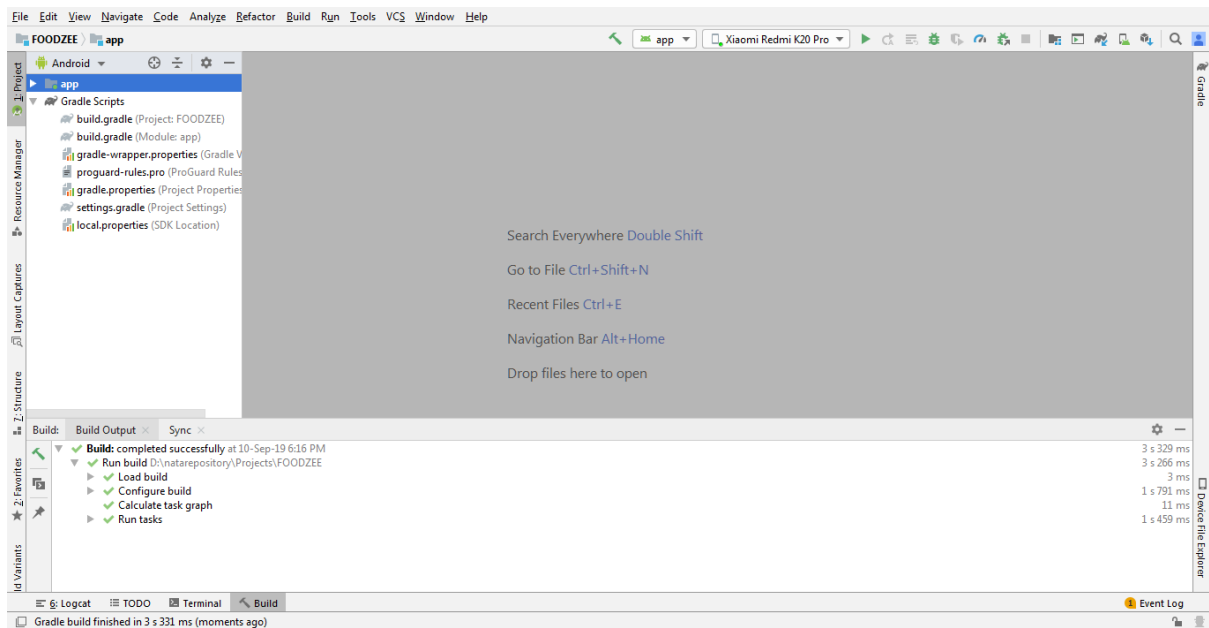 File Edit View Navigate Code Analyze Refactor Build Run Tools VCS Window Help
FOODZEE app
app Xiaomi Redmi K20 Pro
1: Project
Resource Manager
Layout Captures
Z: Structure
2: Favorites
ld Variants
Android
app
Gradle Scripts
build.gradle (Project: FOODZEE)
build.gradle (Module: app)
gradle-wrapper.properties (Gradle V
proguard-rules.pro (ProGuard Rules
gradle.properties (Project Properties
settings.gradle (Project Settings)
local.properties (SDK Location)
Search Everywhere Double Shift
Go to File Ctrl+Shift+N
Recent Files Ctrl+E
Navigation Bar Alt+Home
Drop files here to open
Gradle
Device File Explorer
Build: Build Output Sync
Build: completed successfully at 10-Sep-19 6:16 PM 3 s 329 ms
Run build D:\natarepository\Projects\FOODZEE 3 s 266 ms
Load build 3 ms
Configure build 1 s 791 ms
Calculate task graph 11 ms
Run tasks 1 s 459 ms
6: Logcat TODO Terminal Build 1 Event Log
Gradle build finished in 3 s 331 ms (moments ago)